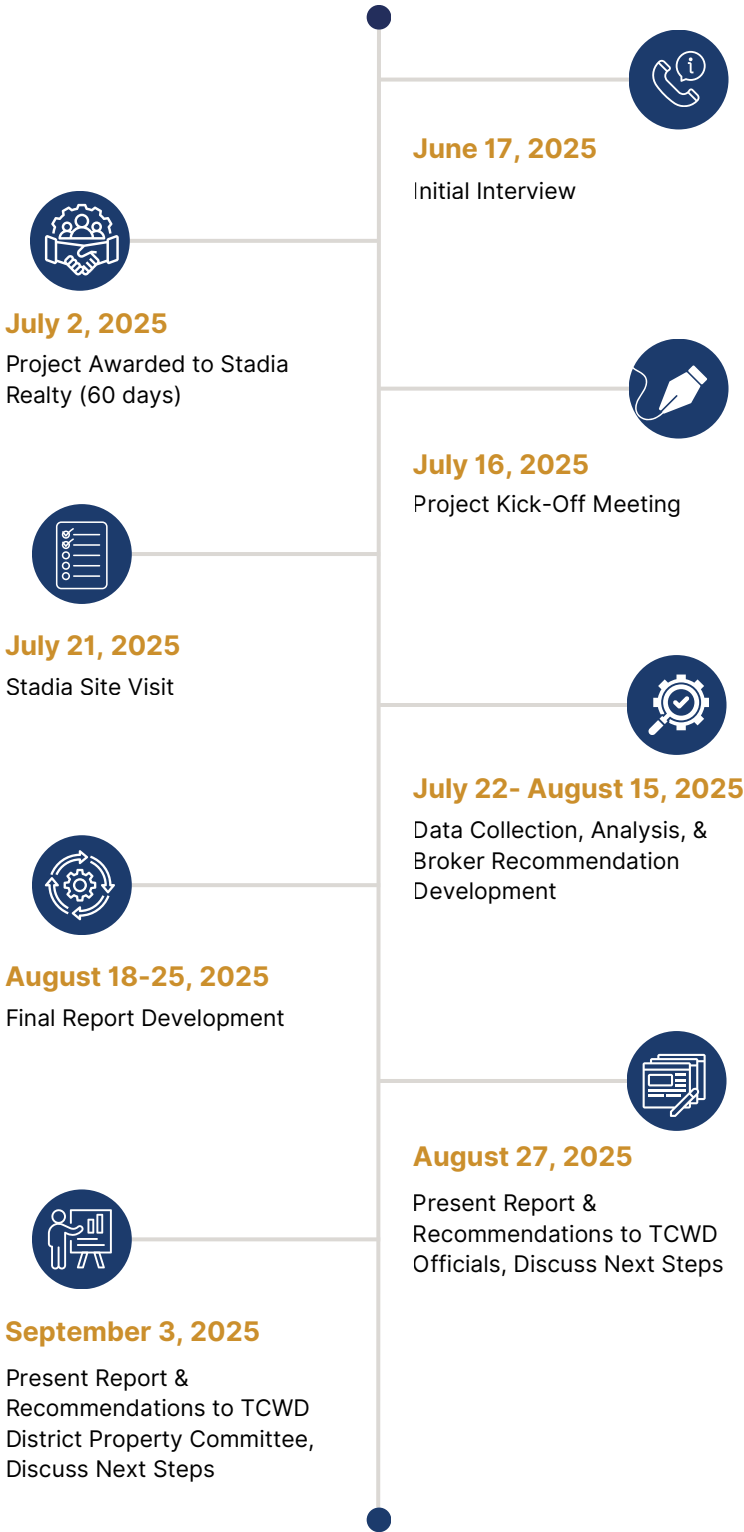 June 17, 2025
Initial Interview
July 2, 2025
Project Awarded to Stadia
Realty (60 days)
July 16, 2025
Project Kick-Off Meeting
July 21, 2025
Stadia Site Visit
July 22- August 15, 2025
Data Collection, Analysis, &
Broker Recommendation
Development
August 18-25, 2025
Final Report Development
August 27, 2025
Present Report &
Recommendations to TCWD
Officials, Discuss Next Steps
September 3, 2025
Present Report &
Recommendations to TCWD
District Property Committee,
Discuss Next Steps